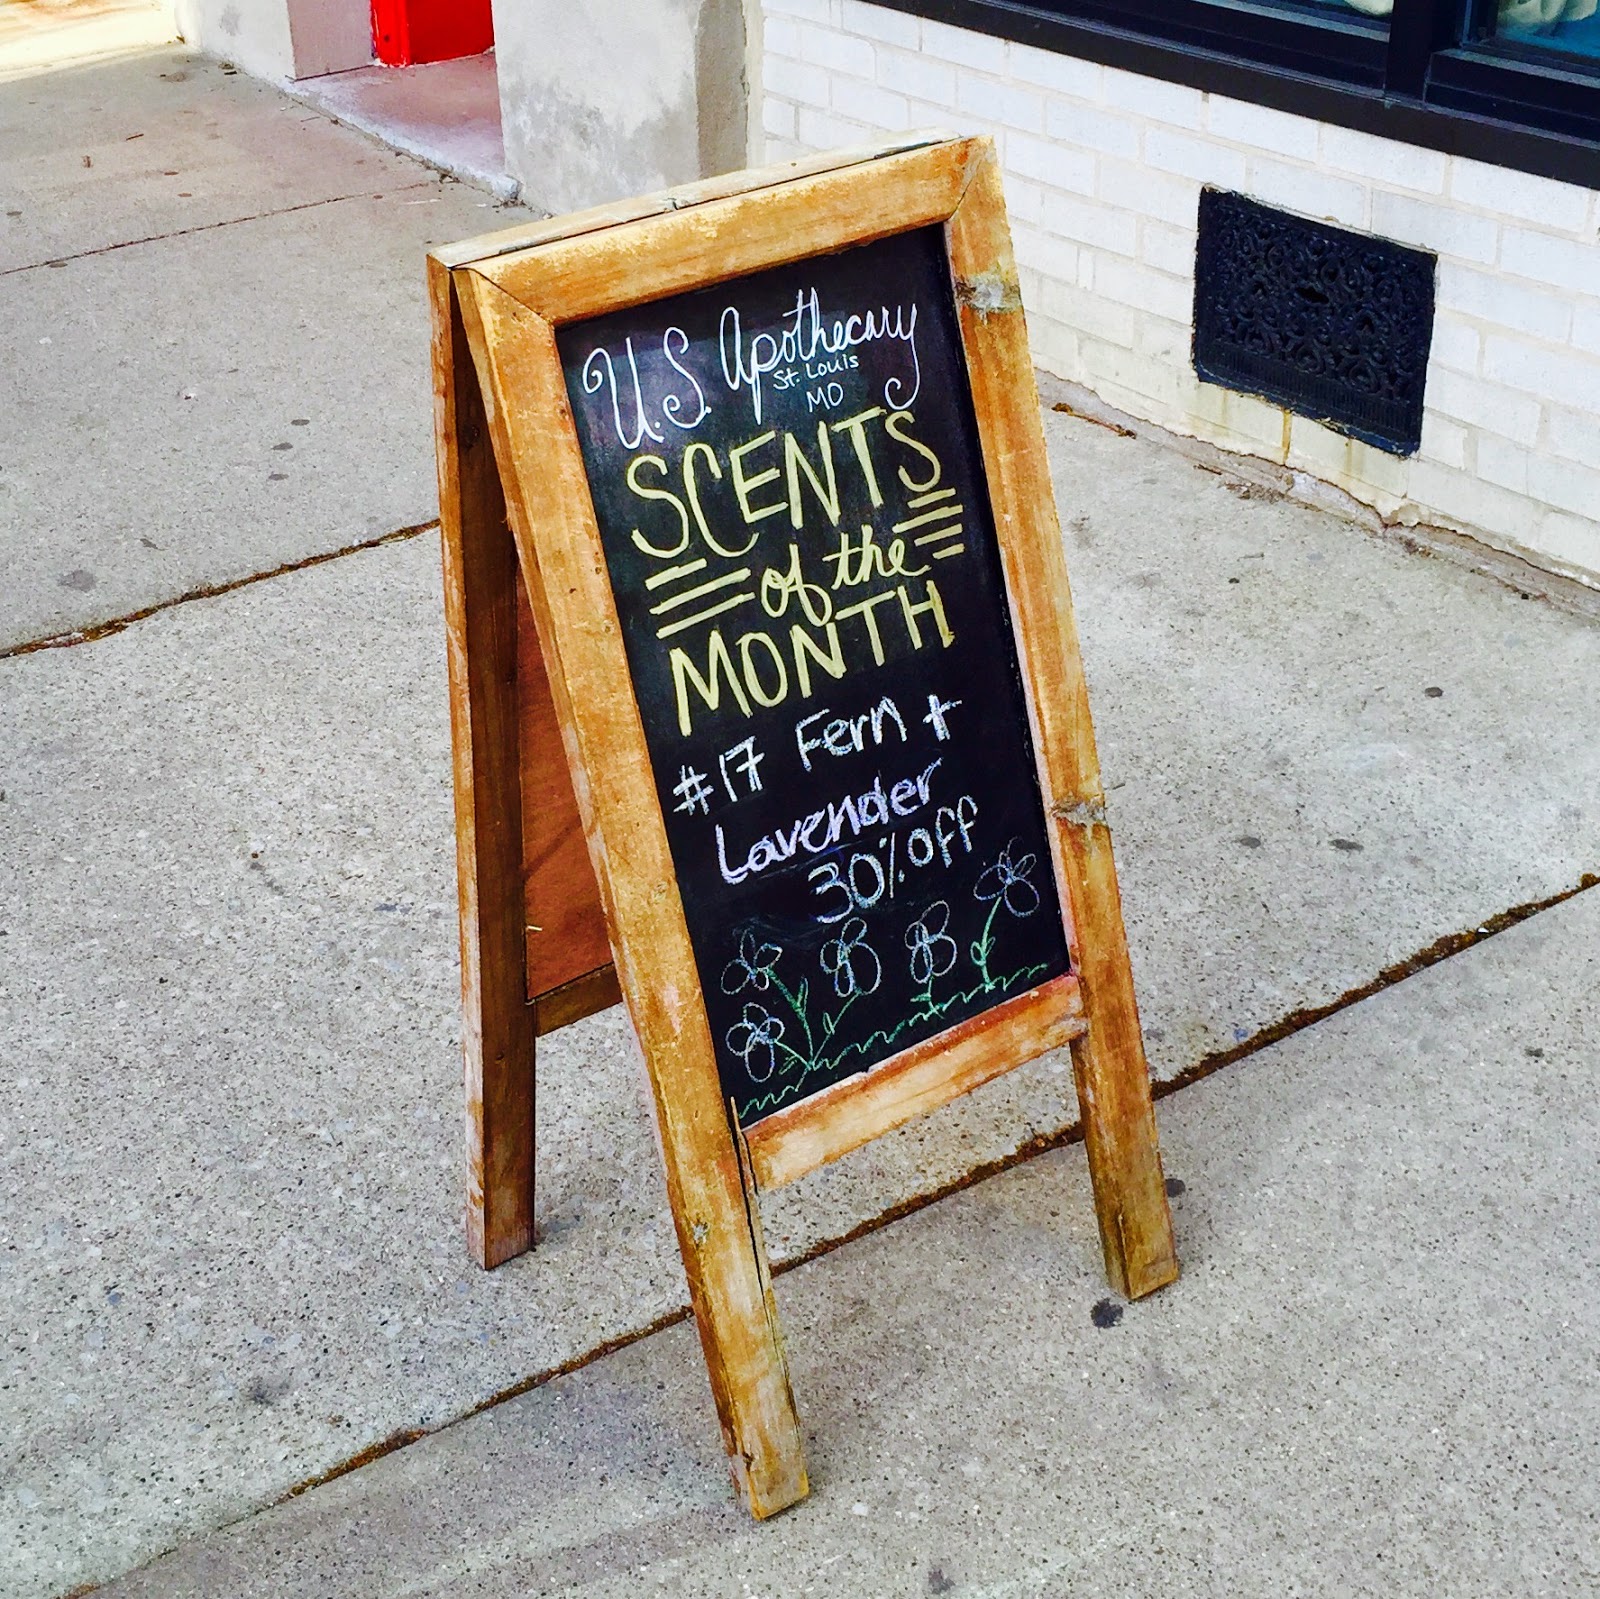 U.S. Apothecary
St. Louis
MO
SCENTS
of the
MONTH
#17 Fern +
Lavender
30% off